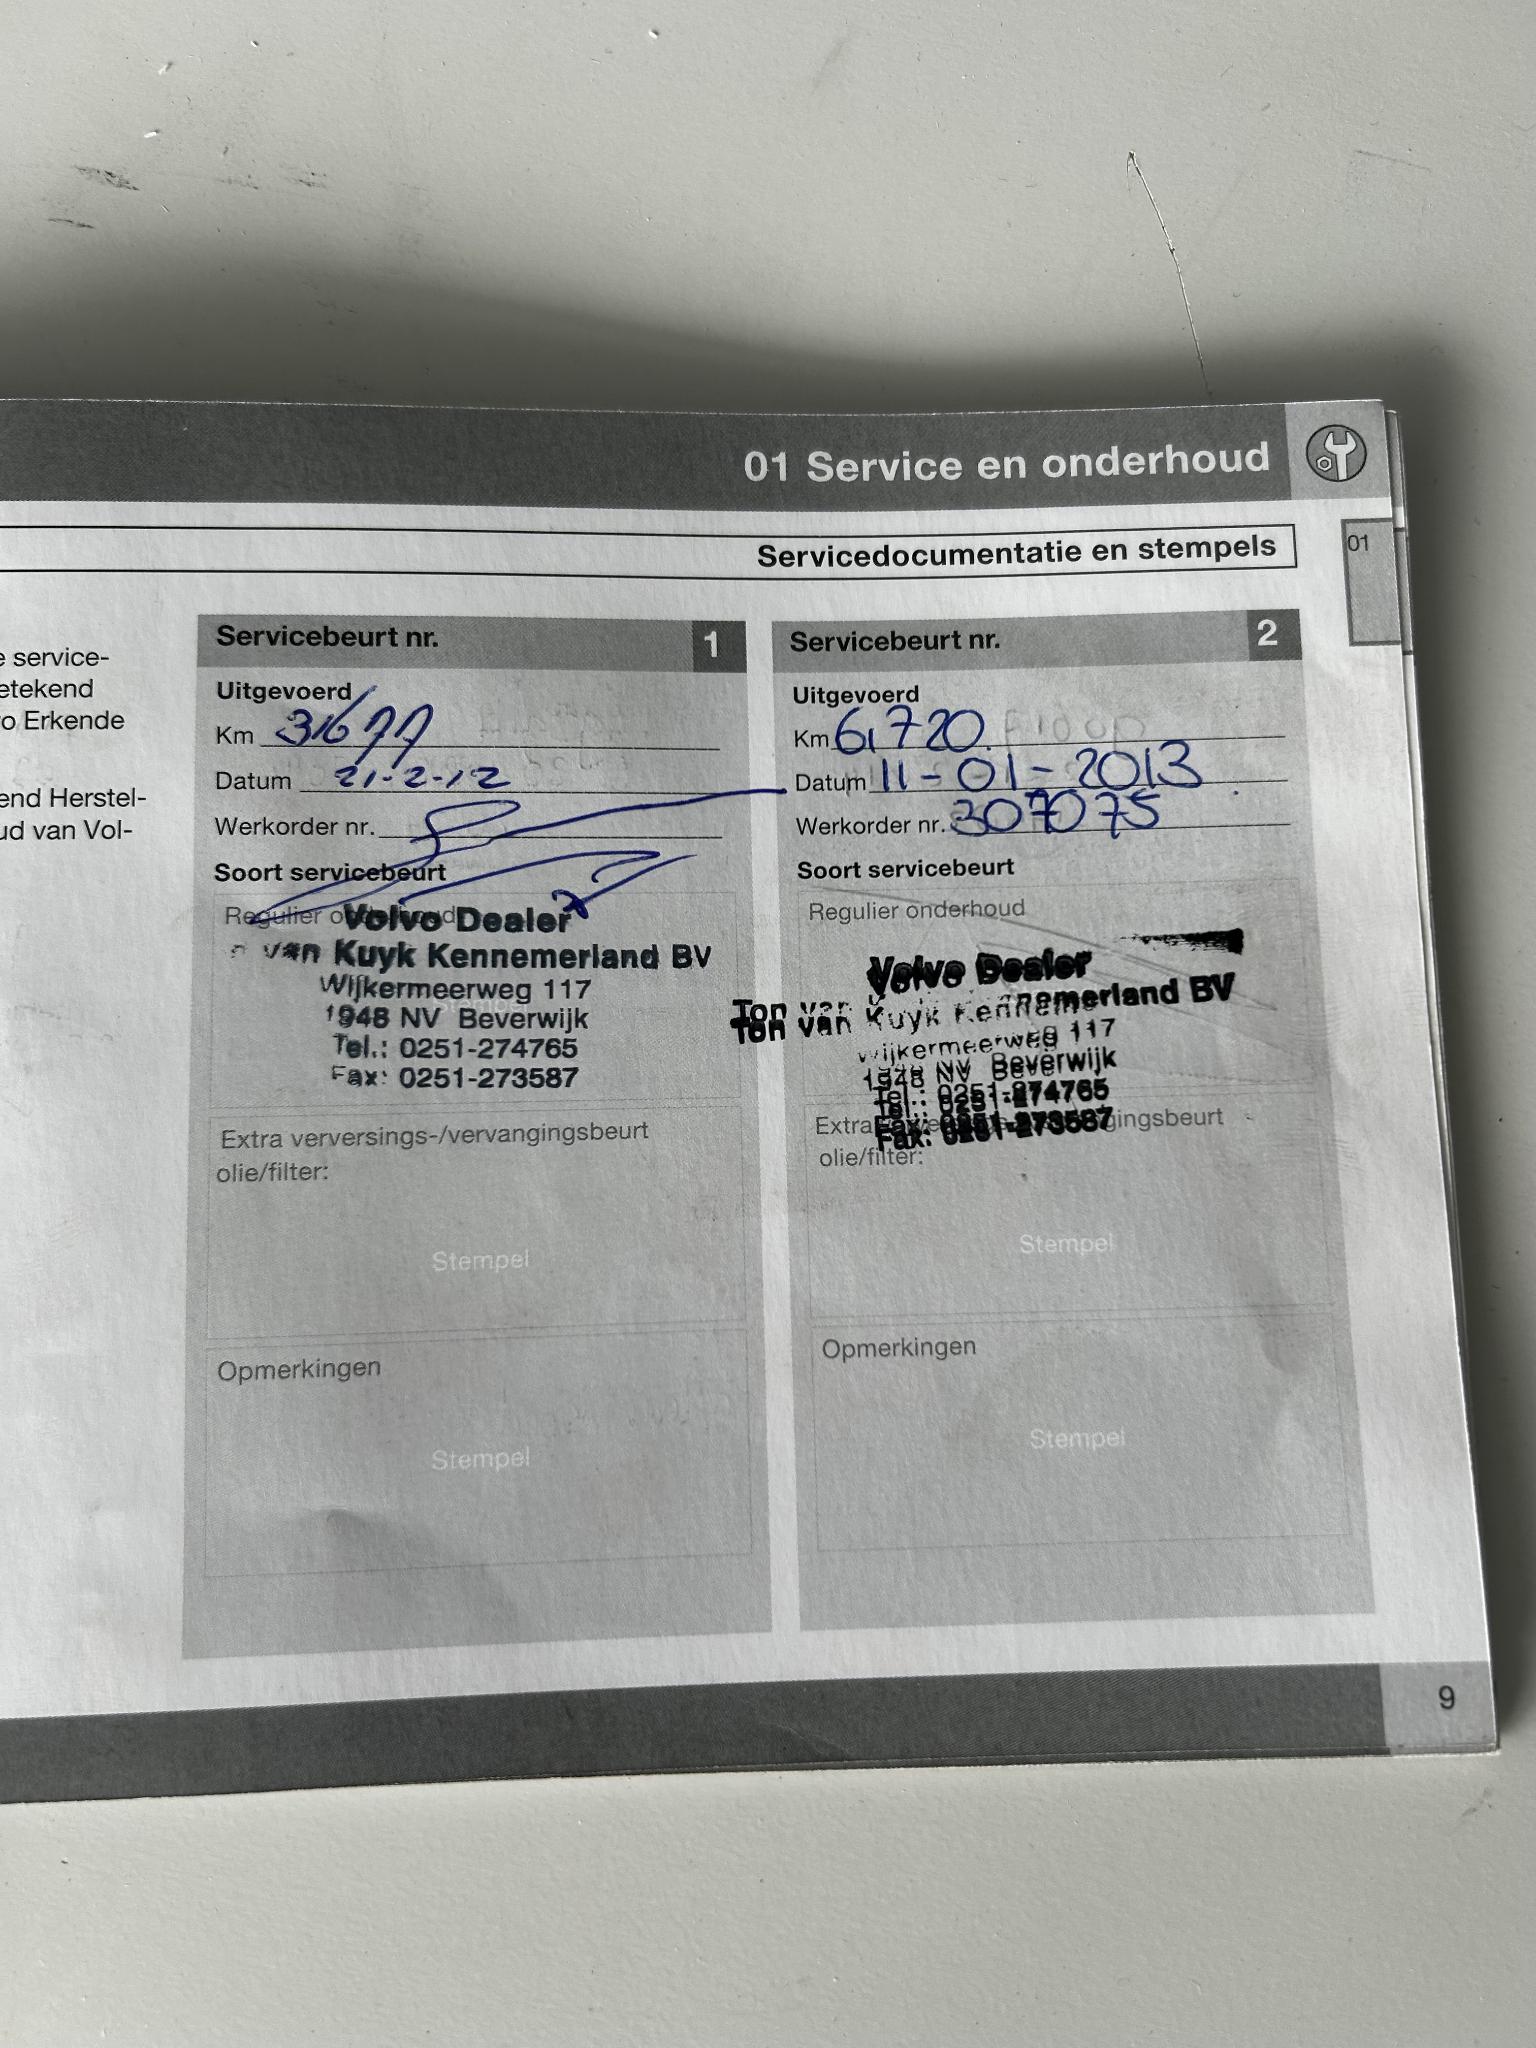 01 Service en onderhoud
01
Servicedocumentatie en stempels
e service-
etekend
o Erkende
end Herstel-
ud van Vol-
Servicebeurt nr. 1
Uitgevoerd
Km
Datum 21-2-12
Werkorder nr.
Soort servicebeurt
Regulier onderhoud
Volvo Dealer
van Kuyk Kennemerland BV
Wijkermeerweg 117
1948 NV Beverwijk
Tel.: 0251-274765
Fax: 0251-273587
Extra verversings-/vervangingsbeurt
olie/filter:
Stempel
Opmerkingen
Stempel
Servicebeurt nr. 2
Uitgevoerd
Km 61720.
Datum 11-01-2013
Werkorder nr. 307075
Soort servicebeurt
Regulier onderhoud
Volvo Dealer
Ton van Kuyk Kennemerland BV
Wijkermeerweg 117
1948 NV Beverwijk
Tel.: 0251-274765
Fax: 0251-273587
Extra gingsbeurt
olie/filter:
Stempel
Opmerkingen
Stempel
9